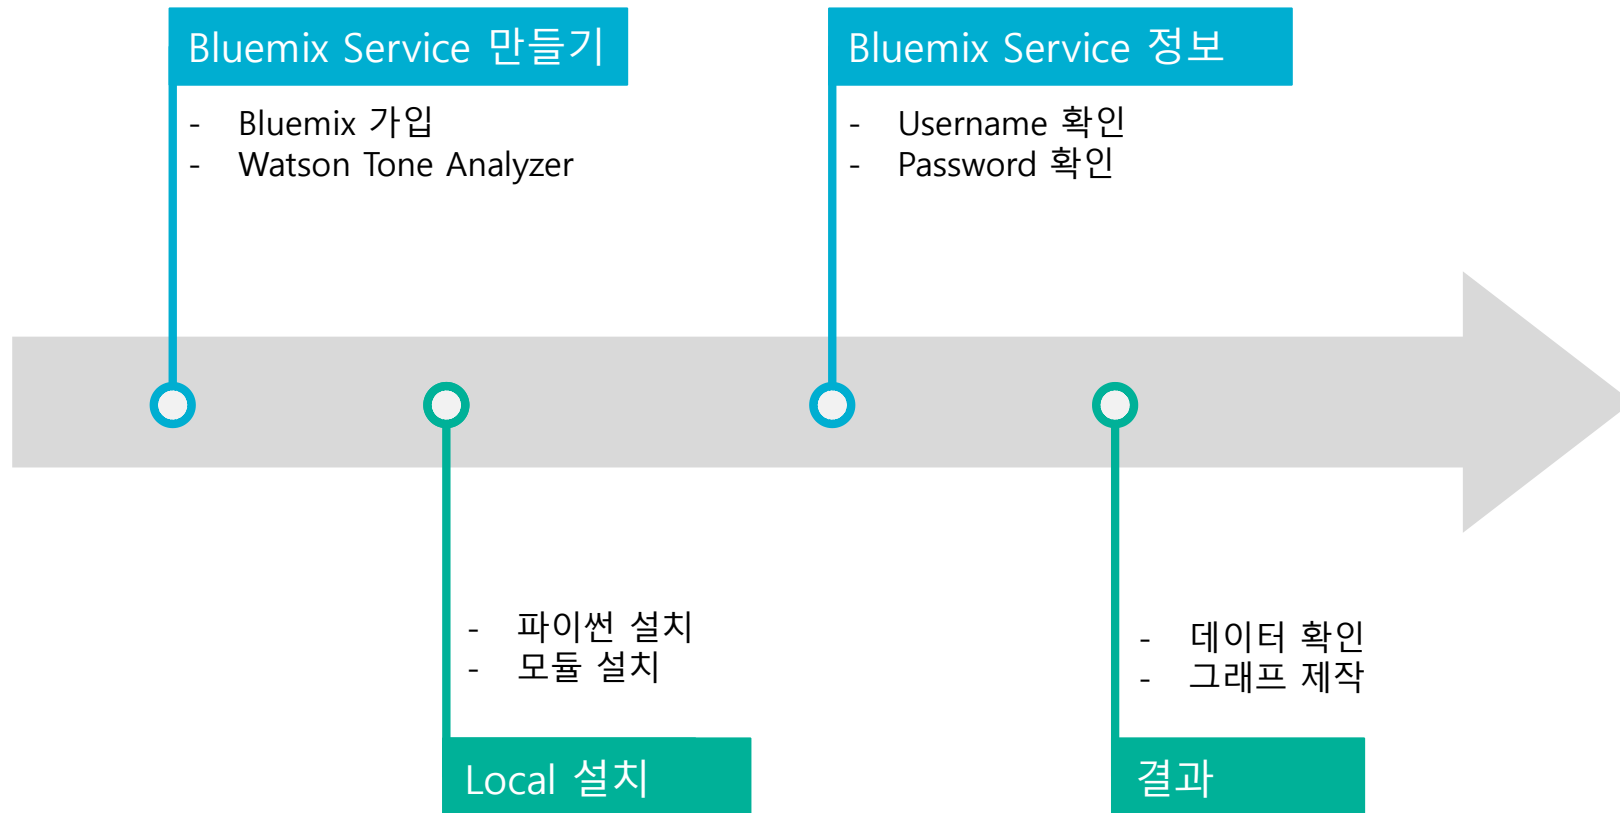 Bluemix Service 만들기
- Bluemix 가입
- Watson Tone Analyzer
Bluemix Service 정보
- Username 확인
- Password 확인
- 파이썬 설치
- 모듈 설치
Local 설치
- 데이터 확인
- 그래프 제작
결과